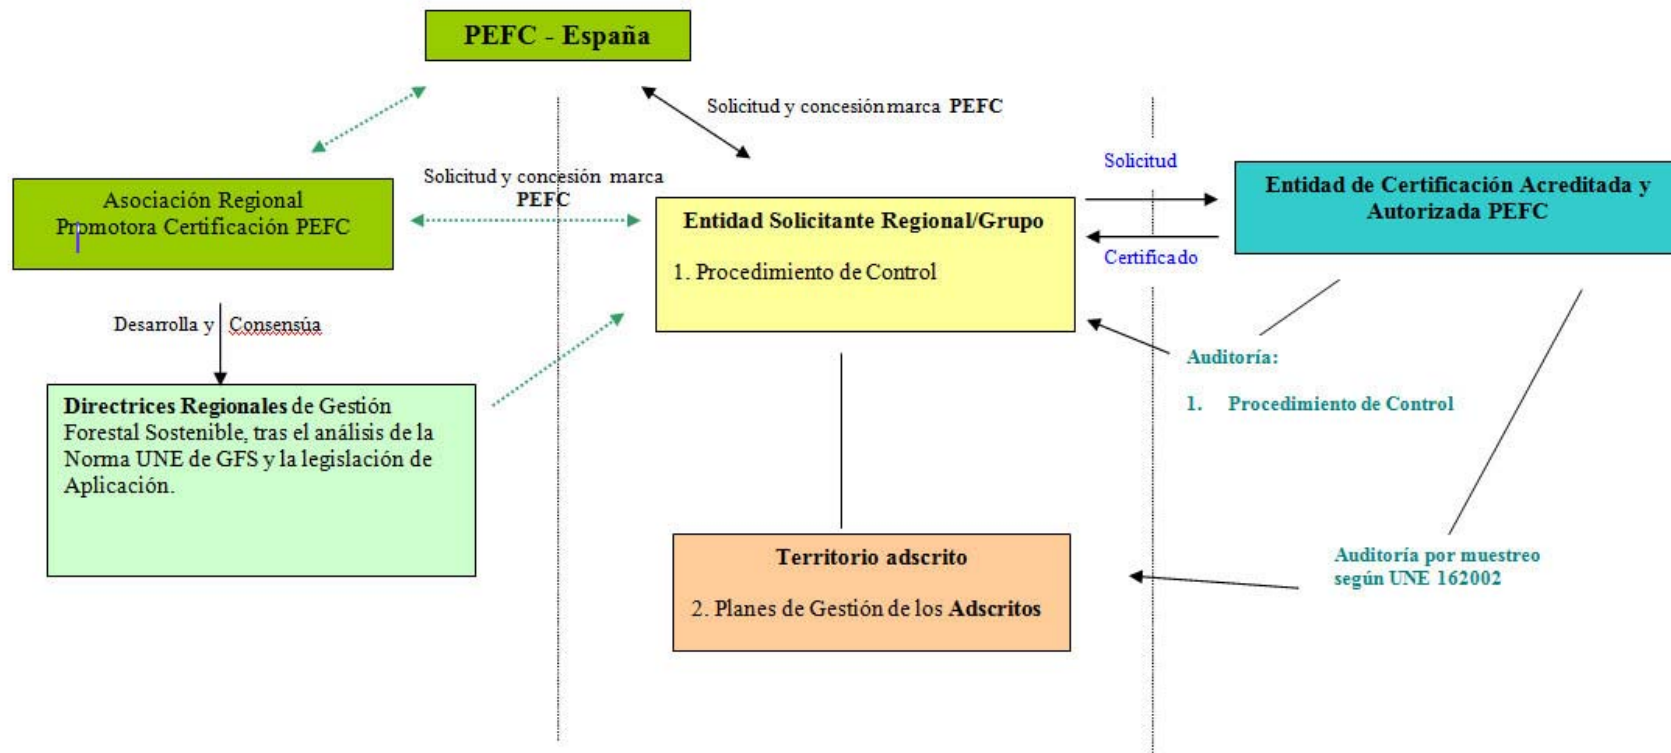 PEFC - España
Solicitud y concesión marca PEFC
Solicitud y concesión marca
PEFC
Asociación Regional
Promotora Certificación PEFC
Entidad Solicitante Regional/Grupo
1. Procedimiento de Control
Solicitud
Certificado
Entidad de Certificación Acreditada y
Autorizada PEFC
Desarrolla y Consensúa
Directrices Regionales de Gestión
Forestal Sostenible, tras el análisis de la
Norma UNE de GFS y la legislación de
Aplicación.
Auditoría:
1. Procedimiento de Control
Territorio adscrito
2. Planes de Gestión de los Adscritos
Auditoría por muestreo
según UNE 162002